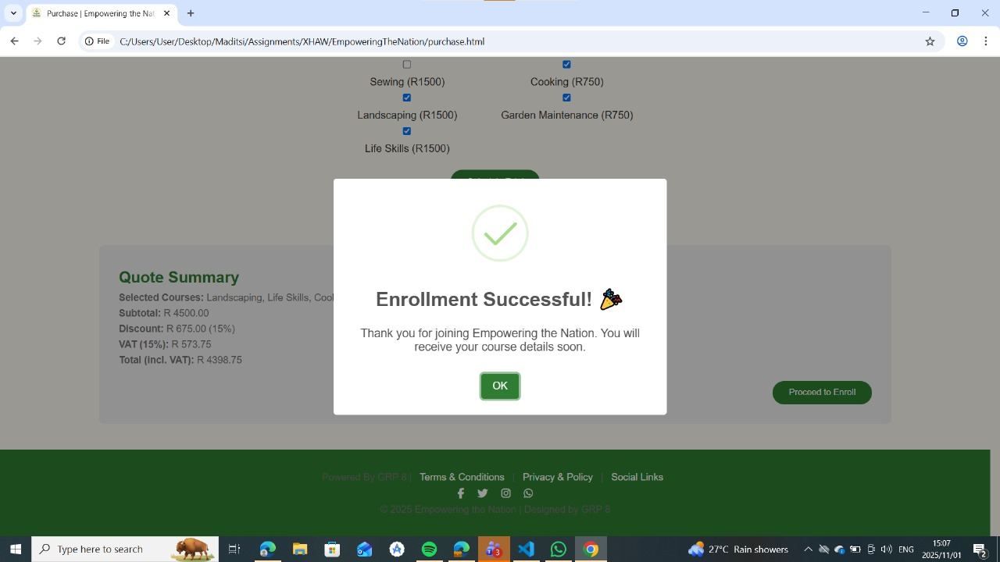 Purchase | Empowering the Nat
File
C:/Users/User/Desktop/Maditsi/Assignments/XHAW/EmpoweringTheNation/purchase.html
Sewing (R1500)
Cooking (R750)
Landscaping (R1500)
Garden Maintenance (R750)
Life Skills (R1500)
Enrollment Successful!
Thank you for joining Empowering the Nation. You will
receive your course details soon.
OK
Quote Summary
Selected Courses: Landscaping, Life Skills,
Subtotal: R 4500.00
Discount: R 675.00 (15%)
VAT (15%): R 573.75
Total (incl. VAT): R 4398.75
Proceed to Enroll
Powered By GRP 8 | Terms & Conditions | Privacy & Policy | Social Links
© 2025 Empowering the Nation | Designed by GRP 8
Type here to search
3
27°C Rain showers
ENG
15:07
2025/11/01
2